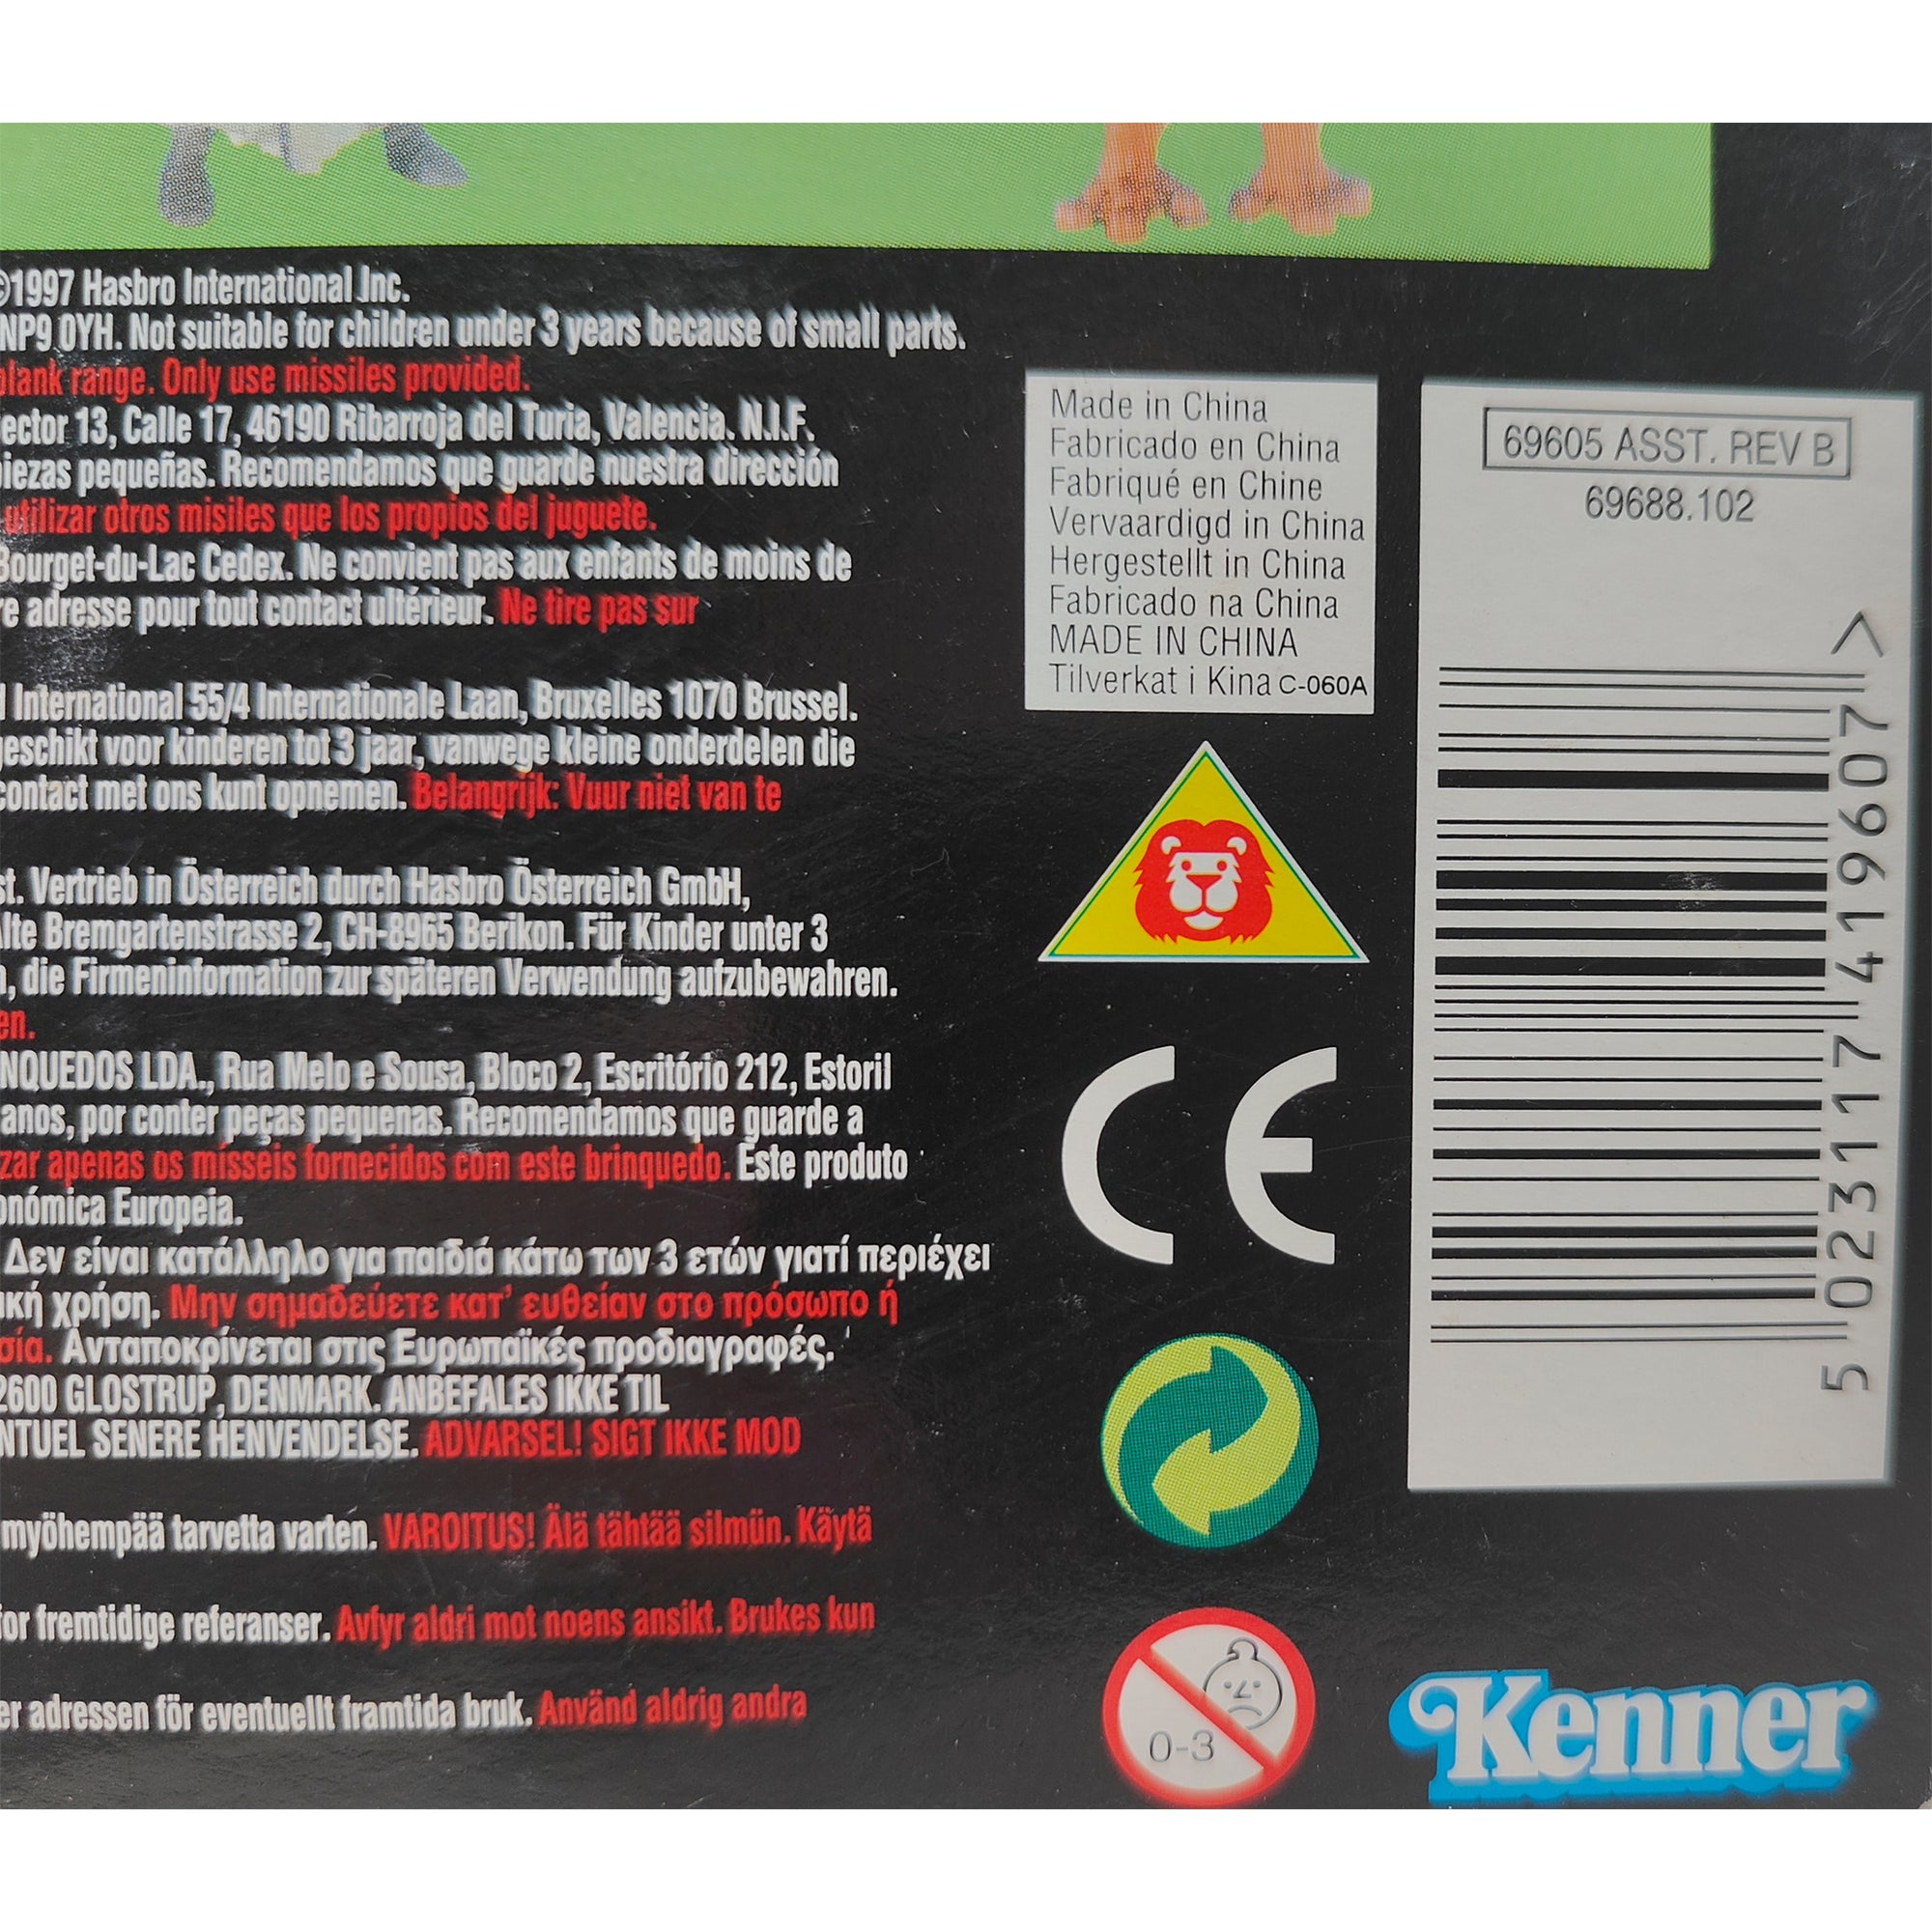 ©1997 Hasbro International Inc.
NP9 0YH. Not suitable for children under 3 years because of small parts.
blank range. Only use missiles provided.
ector 13, Calle 17, 46190 Ribarroja del Turia, Valencia. N.I.F.
piezas pequeñas. Recomendamos que guarde nuestra dirección
utilizar otros misiles que los propios del juguete.
Bourget-du-Lac Cedex. Ne convient pas aux enfants de moins de
re adresse pour tout contact ultérieur. Ne tire pas sur
International 55/4 Internationale Laan, Bruxelles 1070 Brussel.
geschikt voor kinderen tot 3 jaar, vanwege kleine onderdelen die
contact met ons kunt opnemen. Belangrijk: Vuur niet van te
st. Vertrieb in Österreich durch Hasbro Österreich GmbH,
Alte Bremgartenstrasse 2, CH-8965 Berikon. Für Kinder unter 3
, die Firmeninformation zur späteren Verwendung aufzubewahren.
en.
NQUEDOS LDA., Rua Melo e Sousa, Bloco 2, Escritório 212, Estoril
anos, por conter peças pequenas. Recomendamos que guarde a
zar apenas os mísseis fornecidos com este brinquedo. Este produto
onómica Europeia.
Δεν είναι κατάλληλο για παιδιά κάτω των 3 ετών γιατί περιέχει
ική χρήση. Μην σημαδεύετε κατ' ευθείαν στο πρόσωπο ή
σία. Ανταποκρίνεται στις Ευρωπαϊκές προδιαγραφές.
2600 GLOSTRUP, DENMARK. ANBEFALES IKKE TIL
NTUEL SENERE HENVENDELSE. ADVARSEL! SIGT IKKE MOD
myöhempää tarvetta varten. VAROITUS! Älä tähtää silmün. Käytä
or fremtidige referanser. Avfyr aldri mot noens ansikt. Brukes kun
er adressen för eventuellt framtida bruk. Använd aldrig andra
Made in China
Fabricado en China
Fabriqué en Chine
Vervaardigd in China
Hergestellt in China
Fabricado na China
MADE IN CHINA
Tilverkat i Kina C-060A
CE
0-3
69605 ASST. REV B
69688.102
5 023117 419607 >
Kenner